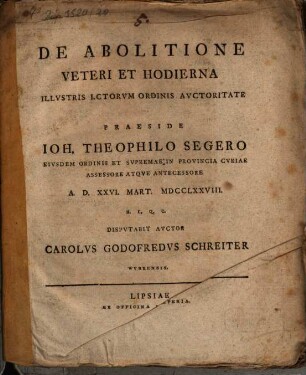 5.
DE ABOLITIONE
VETERI ET HODIERNA
ILLVSTRIS ICTORVM ORDINIS AVCTORITATE
PRAESIDE
IOH. THEOPHILO SEGERO
EIVSDEM ORDINIS ET SVPREMAE IN PROVINCIA CVRIAE
ASSESSORE ATQVE ANTECESSORE
A. D. XXVI. MART. MDCCLXXVIII.
H. L. Q. C.
DISPVTABIT AVCTOR
CAROLVS GODOFREDVS SCHREITER
LIPSIAE
EX OFFICINA